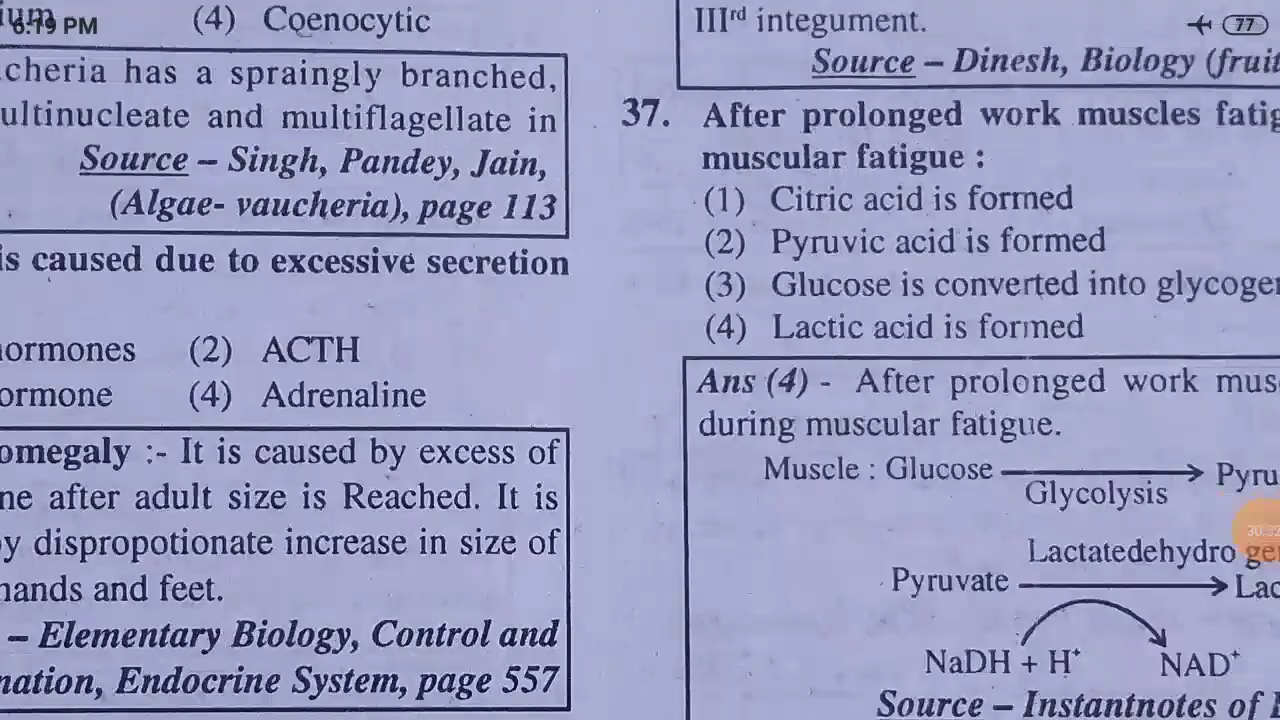 6:19 PM
77
(4) Coenocytic
cheria has a spraingly branched,
ultinucleate and multiflagellate in
Source – Singh, Pandey, Jain,
(Algae- vaucheria), page 113
is caused due to excessive secretion
ormones (2) ACTH
ormone (4) Adrenaline
omegaly :- It is caused by excess of
ne after adult size is Reached. It is
y dispropotionate increase in size of
hands and feet.
– Elementary Biology, Control and
nation, Endocrine System, page 557
IIIrd integument.
Source – Dinesh, Biology (fruit
37. After prolonged work muscles fatig
muscular fatigue :
(1) Citric acid is formed
(2) Pyruvic acid is formed
(3) Glucose is converted into glycoge
(4) Lactic acid is formed
Ans (4) - After prolonged work mus
during muscular fatigue.
Muscle : Glucose Pyru
Glycolysis
Lactatedehydro ge
Pyruvate Lac
NaDH + H+ NAD+
Source – Instantnotes of